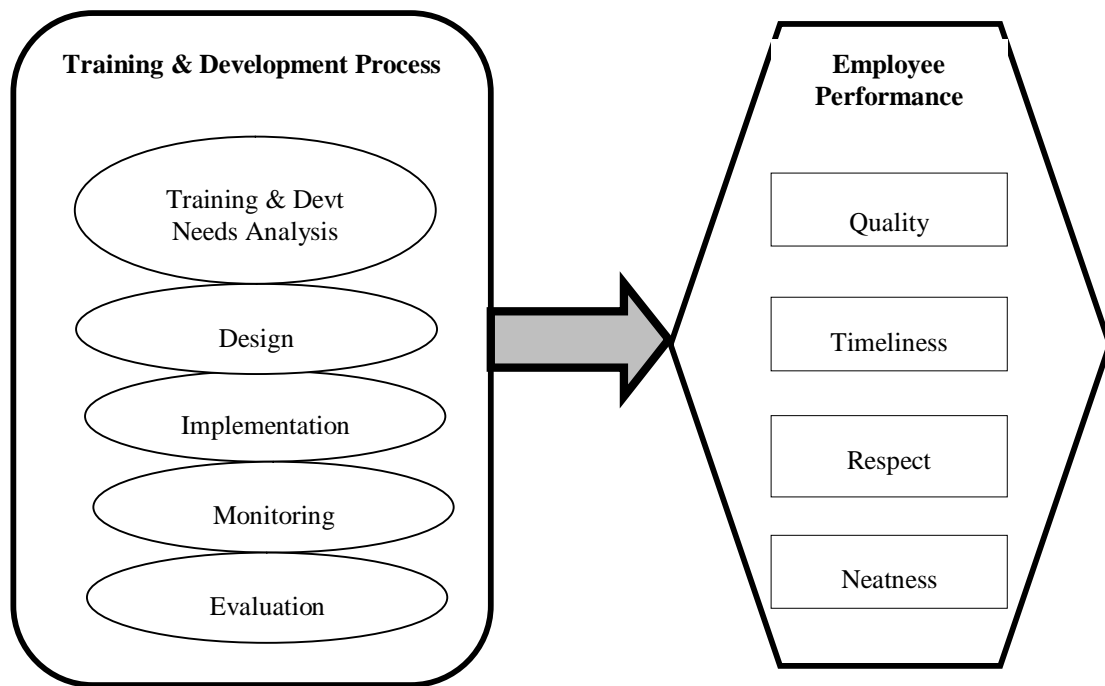 Training & Development Process
Training & Devt
Needs Analysis
Design
Implementation
Monitoring
Evaluation
Employee
Performance
Quality
Timeliness
Respect
Neatness